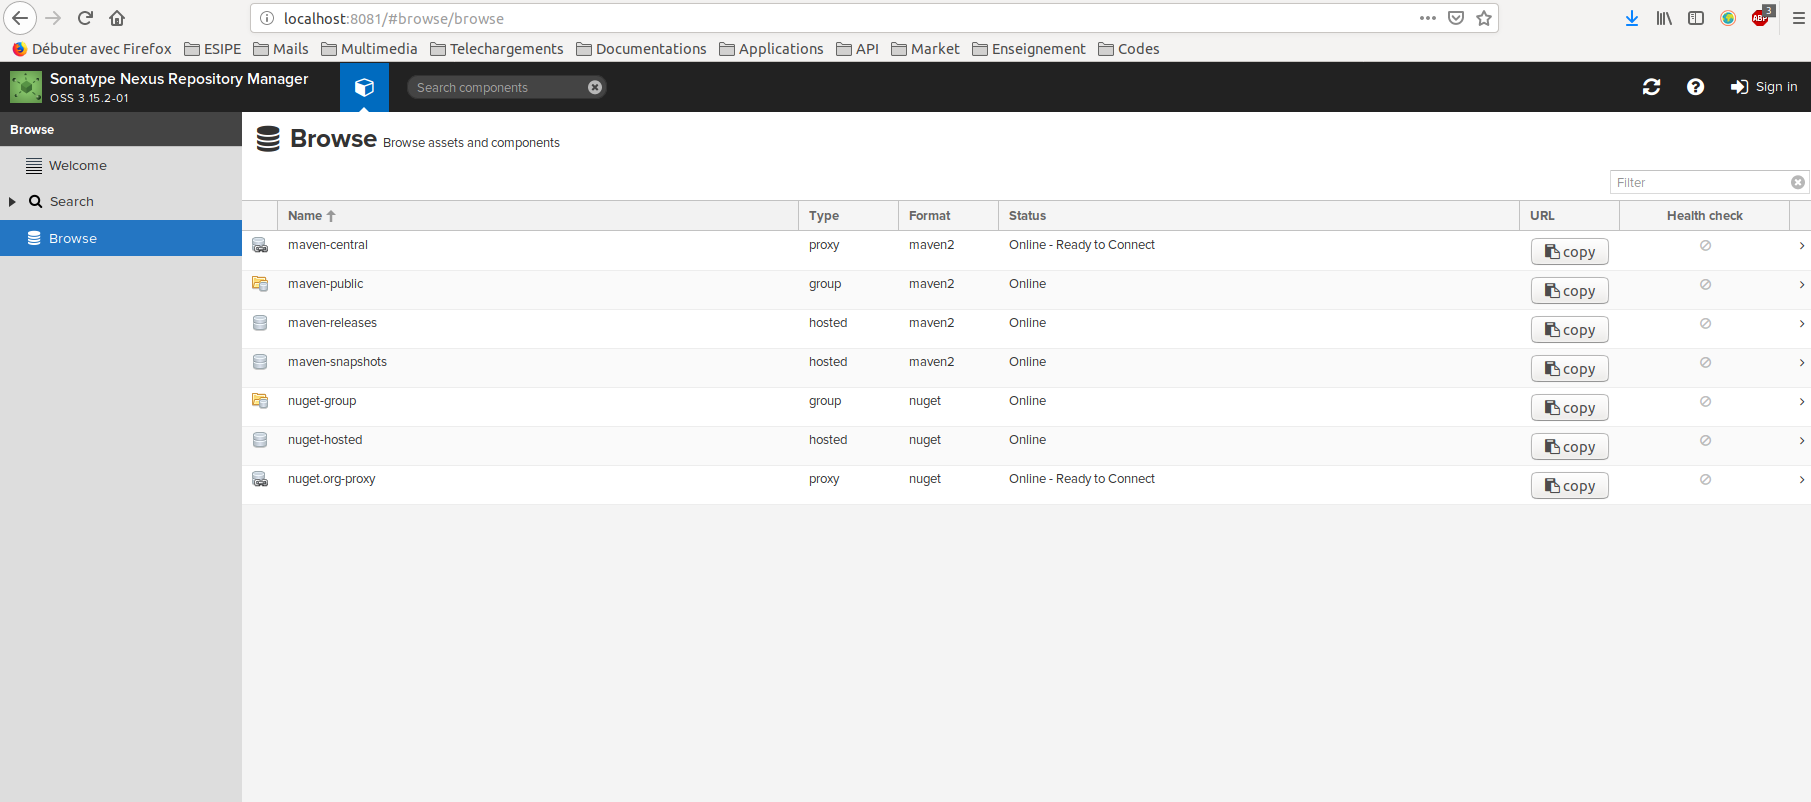 localhost:8081/#browse/browse
3
Débuter avec Firefox ESIPE Mails Multimedia Telechargements Documentations Applications API Market Enseignement Codes
Sonatype Nexus Repository Manager
OSS 3.15.2-01
Search components
Sign in
Browse
Welcome
Search
Browse
Browse Browse assets and components
Filter
Name Type Format Status URL Health check
maven-central proxy maven2 Online - Ready to Connect copy
maven-public group maven2 Online copy
maven-releases hosted maven2 Online copy
maven-snapshots hosted maven2 Online copy
nuget-group group nuget Online copy
nuget-hosted hosted nuget Online copy
nuget.org-proxy proxy nuget Online - Ready to Connect copy